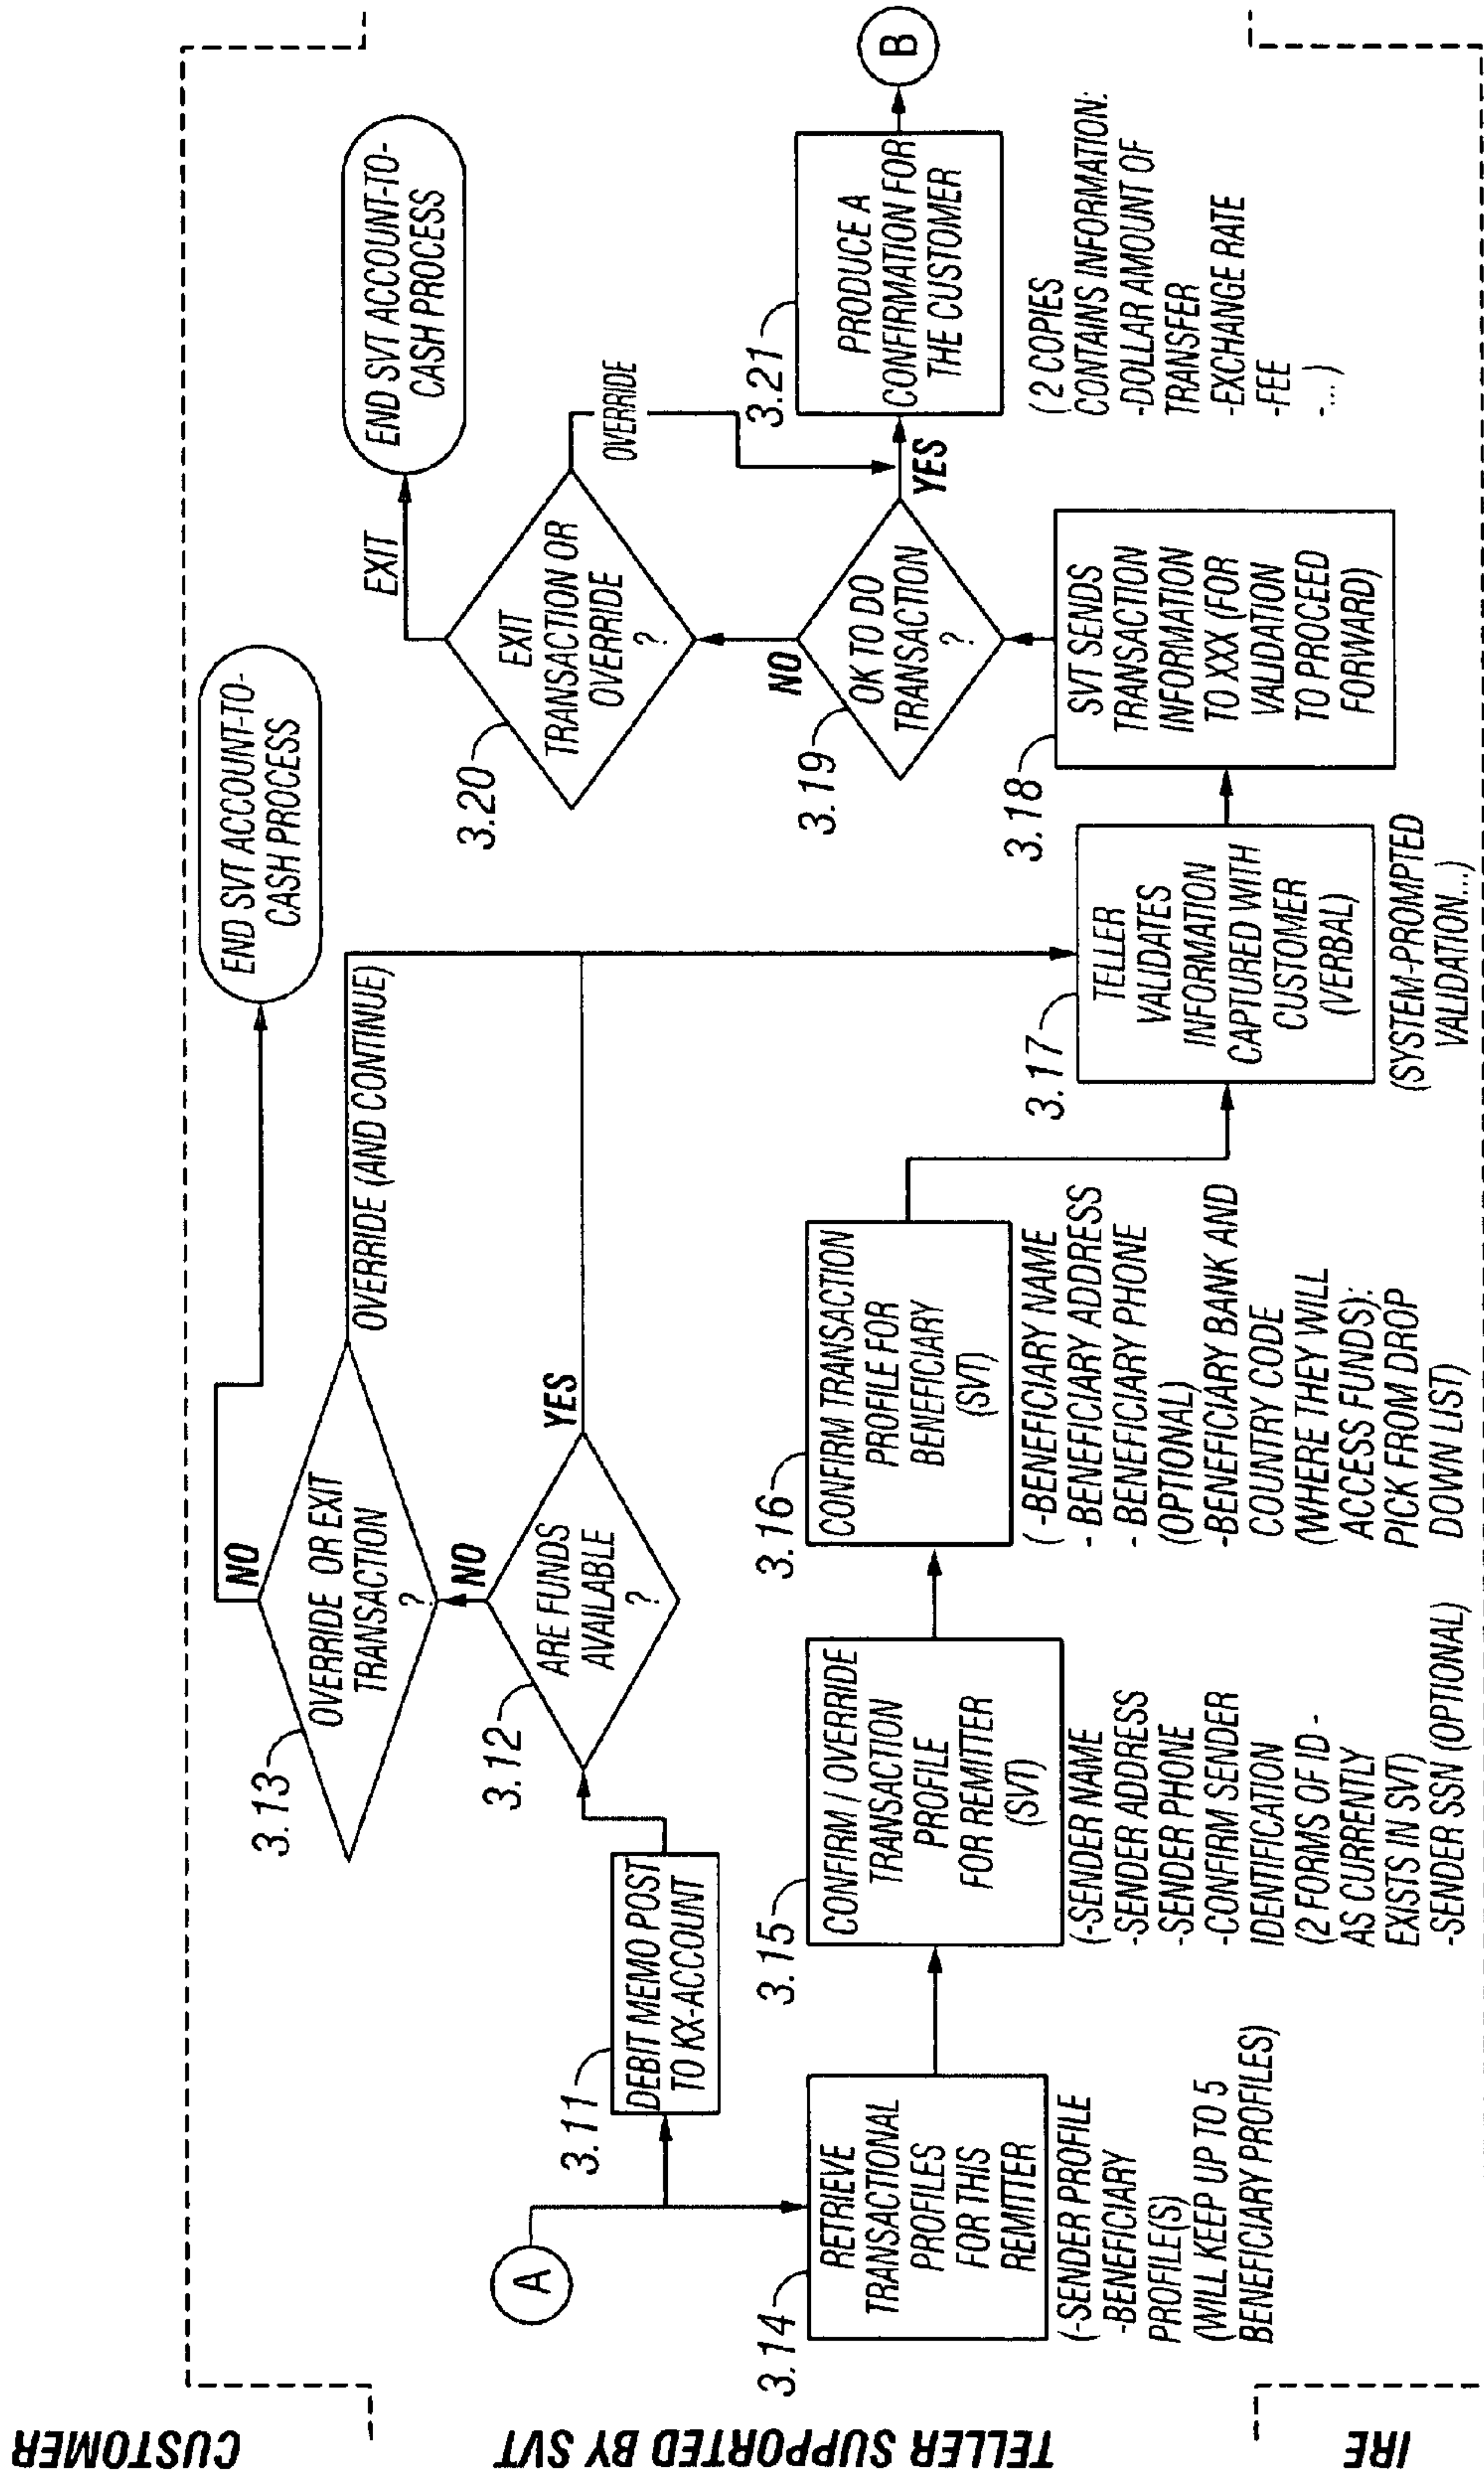 CUSTOMER
TELLER SUPPORTED BY SVT
IRE
A
3.11
DEBIT MEMO POST
TO KX-ACCOUNT
3.12
ARE FUNDS
AVAILABLE
?
NO
YES
3.13
OVERRIDE OR EXIT
TRANSACTION
?
NO
OVERRIDE (AND CONTINUE)
END SVT ACCOUNT-TO-
CASH PROCESS
3.14
RETRIEVE
TRANSACTIONAL
PROFILES
FOR THIS
REMITTER
(-SENDER PROFILE
-BENEFICIARY
PROFILE(S)
(WILL KEEP UP TO 5
BENEFICIARY PROFILES)
3.15
CONFIRM / OVERRIDE
TRANSACTION
PROFILE
FOR REMITTER
(SVT)
(-SENDER NAME
-SENDER ADDRESS
-SENDER PHONE
-CONFIRM SENDER
IDENTIFICATION
(2 FORMS OF ID -
AS CURRENTLY
EXISTS IN SVT)
-SENDER SSN (OPTIONAL)
3.16
CONFIRM TRANSACTION
PROFILE FOR
BENEFICIARY
(SVT)
( -BENEFICIARY NAME
- BENEFICIARY ADDRESS
- BENEFICIARY PHONE
(OPTIONAL)
-BENEFICIARY BANK AND
COUNTRY CODE
(WHERE THEY WILL
ACCESS FUNDS):
PICK FROM DROP
DOWN LIST)
3.17
TELLER
VALIDATES
INFORMATION
CAPTURED WITH
CUSTOMER
(VERBAL)
(SYSTEM-PROMPTED
VALIDATION...)
3.18
SVT SENDS
TRANSACTION
INFORMATION
TO XXX (FOR
VALIDATION
TO PROCEED
FORWARD)
3.19
OK TO DO
TRANSACTION
?
NO
YES
3.20
EXIT
TRANSACTION OR
OVERRIDE
?
EXIT
OVERRIDE
END SVT ACCOUNT-TO-
CASH PROCESS
3.21
PRODUCE A
CONFIRMATION FOR
THE CUSTOMER
(2 COPIES
CONTAINS INFORMATION:
-DOLLAR AMOUNT OF
TRANSFER
-EXCHANGE RATE
-FEE
-...)
B